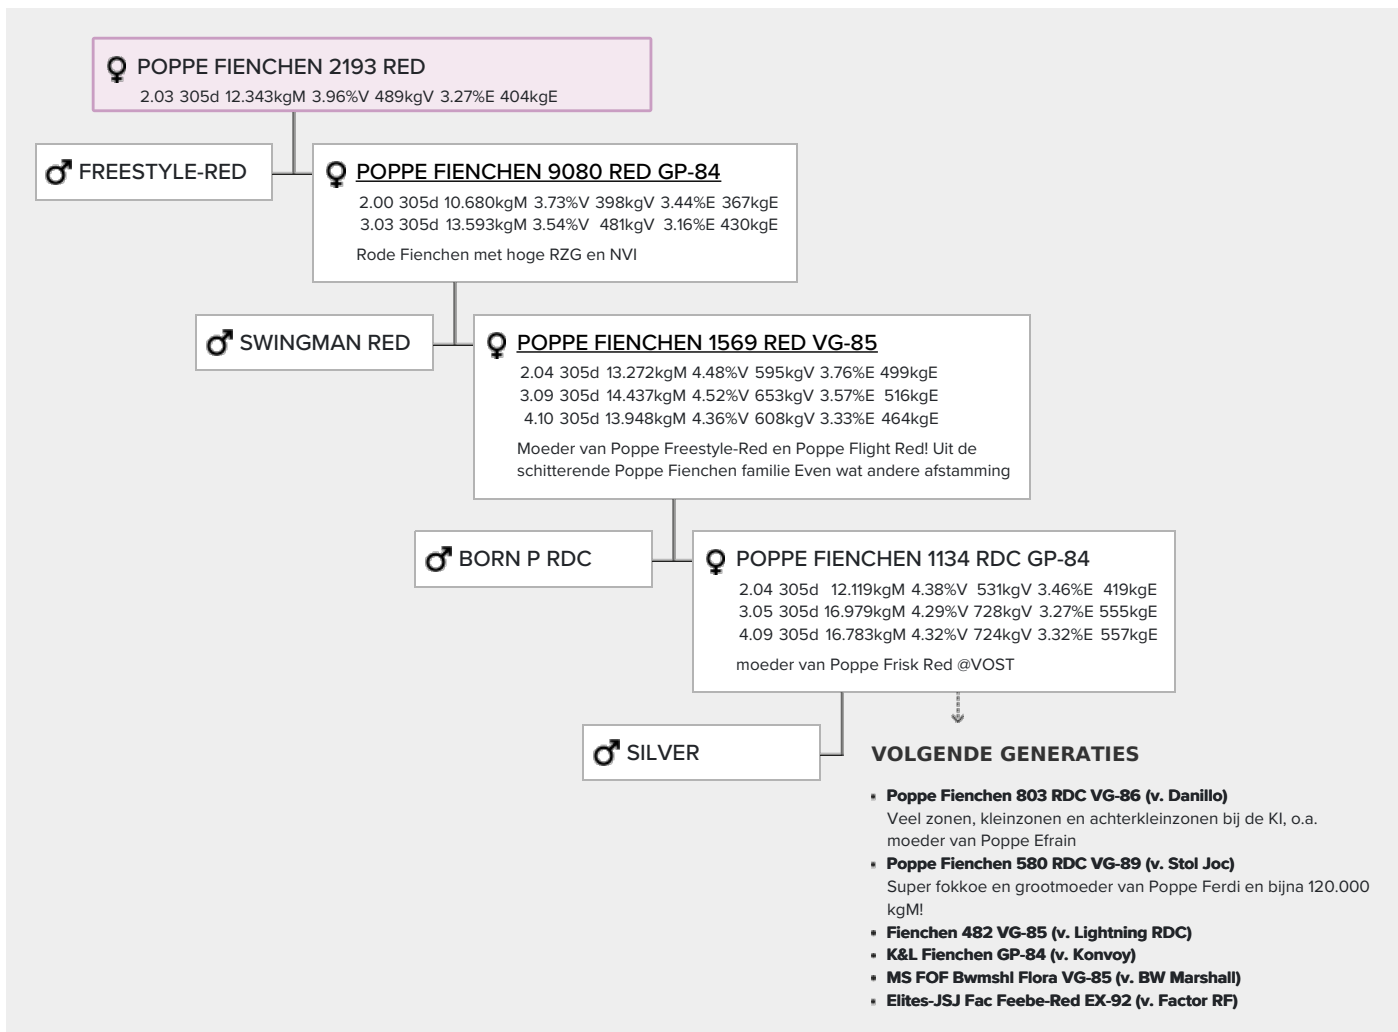 POPPE FIENCHEN 2193 RED
2.03 305d 12.343kgM 3.96%V 489kgV 3.27%E 404kgE
FREESTYLE-RED
POPPE FIENCHEN 9080 RED GP-84
2.00 305d 10.680kgM 3.73%V 398kgV 3.44%E 367kgE
3.03 305d 13.593kgM 3.54%V 481kgV 3.16%E 430kgE
Rode Fienchen met hoge RZG en NVI
SWINGMAN RED
POPPE FIENCHEN 1569 RED VG-85
2.04 305d 13.272kgM 4.48%V 595kgV 3.76%E 499kgE
3.09 305d 14.437kgM 4.52%V 653kgV 3.57%E 516kgE
4.10 305d 13.948kgM 4.36%V 608kgV 3.33%E 464kgE
Moeder van Poppe Freestyle-Red en Poppe Flight Red! Uit de
schitterende Poppe Fienchen familie Even wat andere afstamming
BORN P RDC
POPPE FIENCHEN 1134 RDC GP-84
2.04 305d 12.119kgM 4.38%V 531kgV 3.46%E 419kgE
3.05 305d 16.979kgM 4.29%V 728kgV 3.27%E 555kgE
4.09 305d 16.783kgM 4.32%V 724kgV 3.32%E 557kgE
moeder van Poppe Frisk Red @VOST
SILVER
VOLGENDE GENERATIES
Poppe Fienchen 803 RDC VG-86 (v. Danillo)
Veel zonen, kleinzonen en achterkleinzonen bij de KI, o.a.
moeder van Poppe Efrain
Poppe Fienchen 580 RDC VG-89 (v. Stol Joc)
Super fokkoe en grootmoeder van Poppe Ferdi en bijna 120.000
kgM!
Fienchen 482 VG-85 (v. Lightning RDC)
K&L Fienchen GP-84 (v. Konvoy)
MS FOF Bwmshl Flora VG-85 (v. BW Marshall)
Elites-JSJ Fac Feebe-Red EX-92 (v. Factor RF)